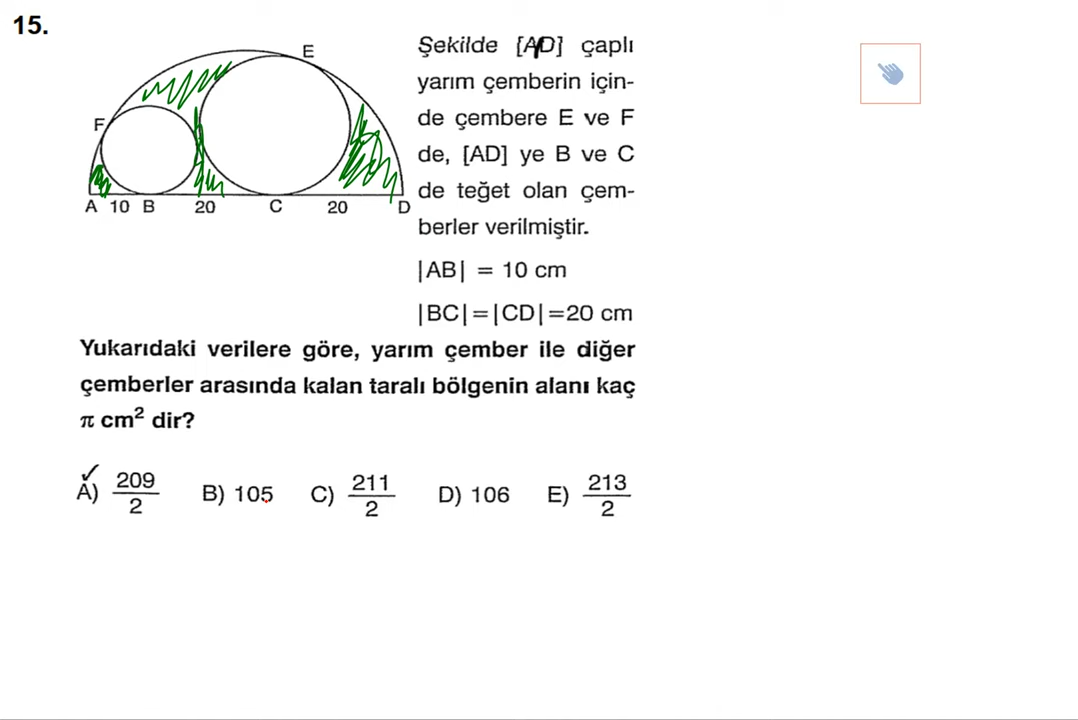 15.
Şekilde [AD] çaplı
yarım çemberin için-
de çembere E ve F
de, [AD] ye B ve C
de teğet olan çem-
berler verilmiştir.
E
F
A 10 B 20 C 20 D
|AB| = 10 cm
|BC|=|CD|=20 cm
Yukarıdaki verilere göre, yarım çember ile diğer
çemberler arasında kalan taralı bölgenin alanı kaç
π cm² dir?
A) 209/2 B) 105 C) 211/2 D) 106 E) 213/2